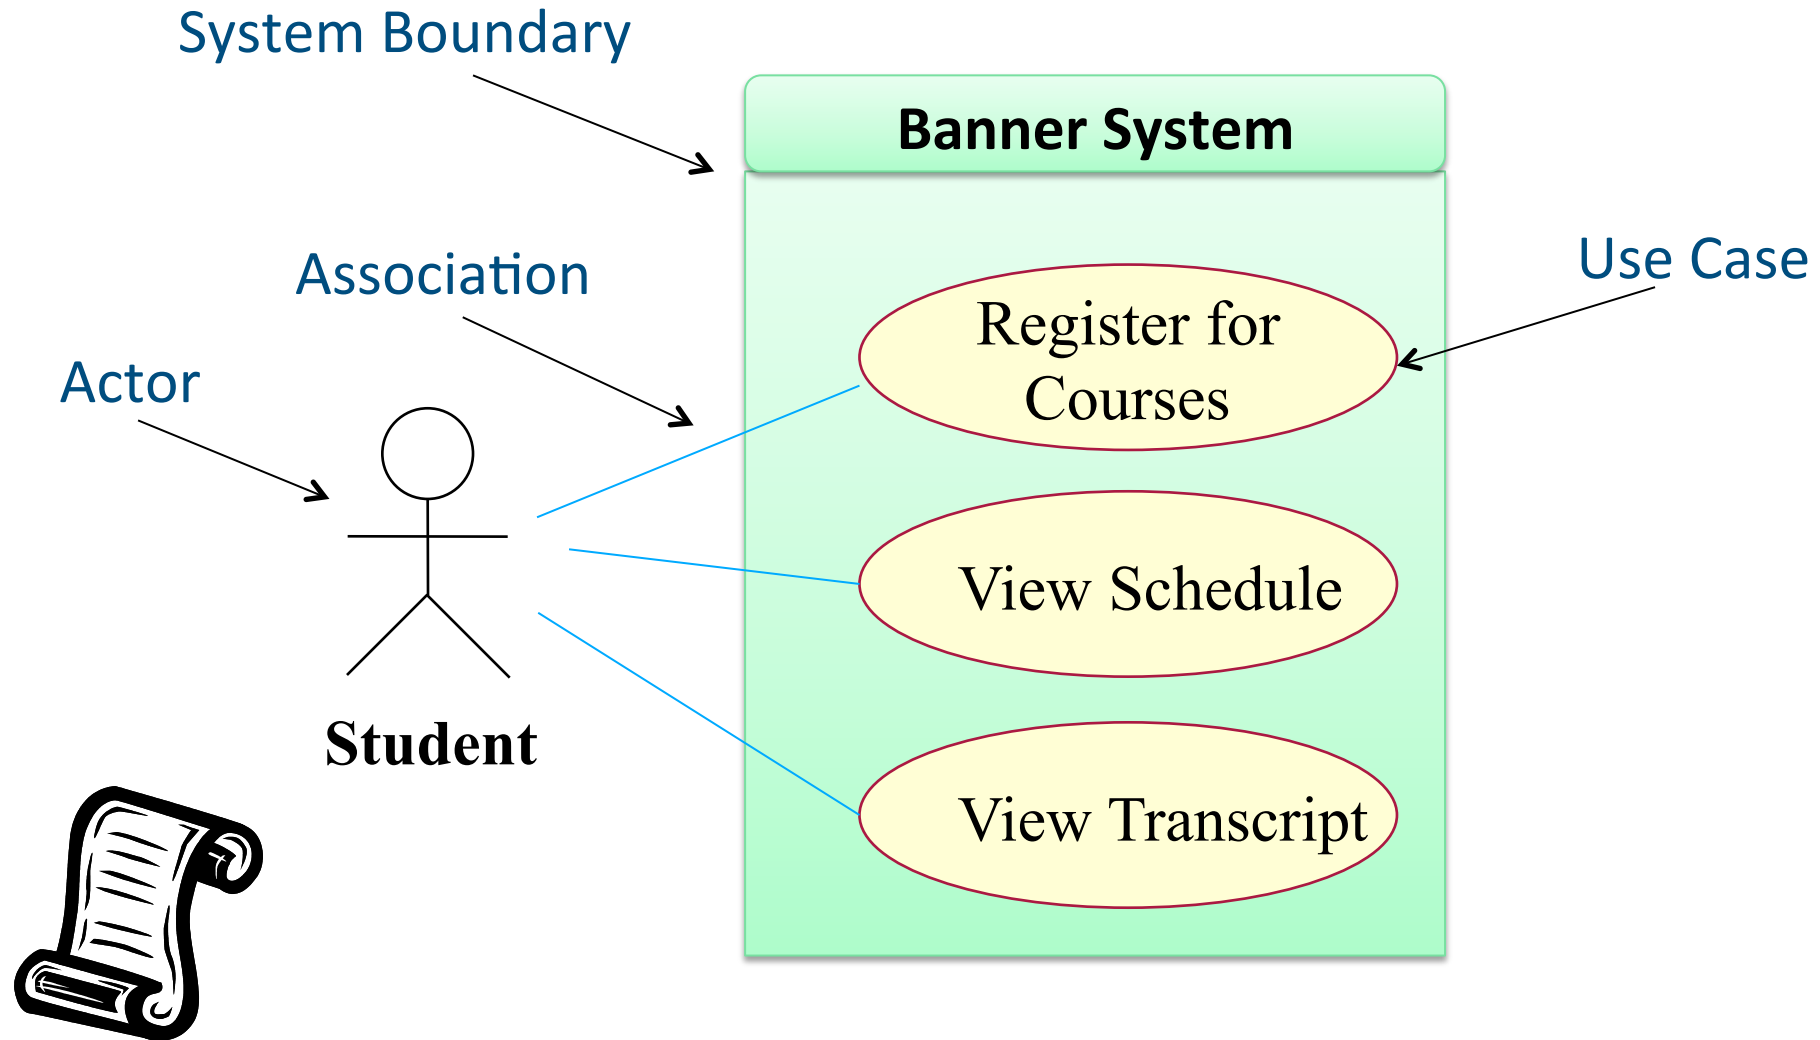 System Boundary
Banner System
Association
Use Case
Register for
Courses
Actor
View Schedule
Student
View Transcript